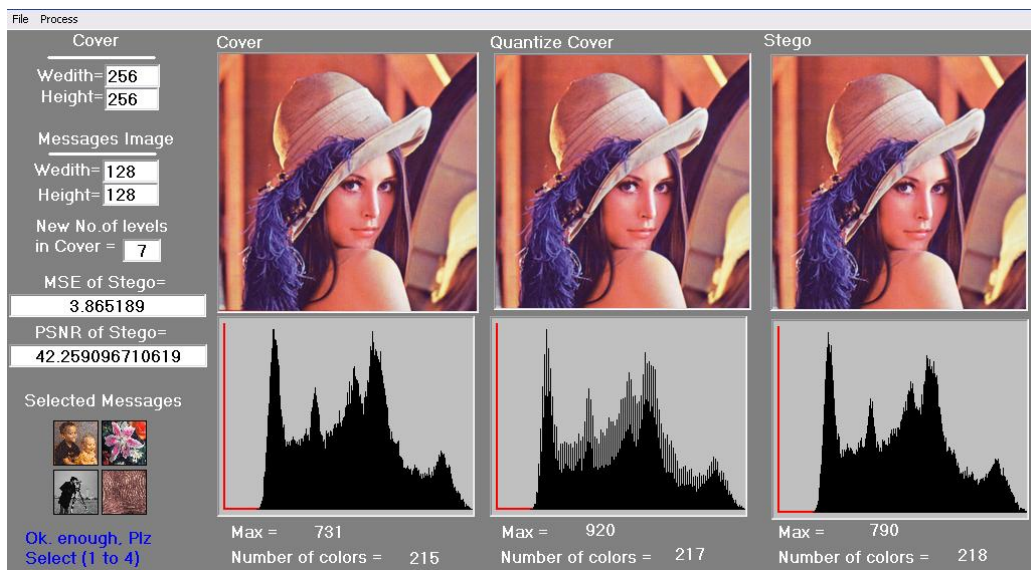 File Process
Cover
Wedith= 256
Height= 256
Messages Image
Wedith= 128
Height= 128
New No.of levels
in Cover = 7
MSE of Stego=
3.865189
PSNR of Stego=
42.259096710619
Selected Messages
Ok. enough, Plz
Select (1 to 4)
Cover
Max = 731
Number of colors = 215
Quantize Cover
Max = 920
Number of colors = 217
Stego
Max = 790
Number of colors = 218